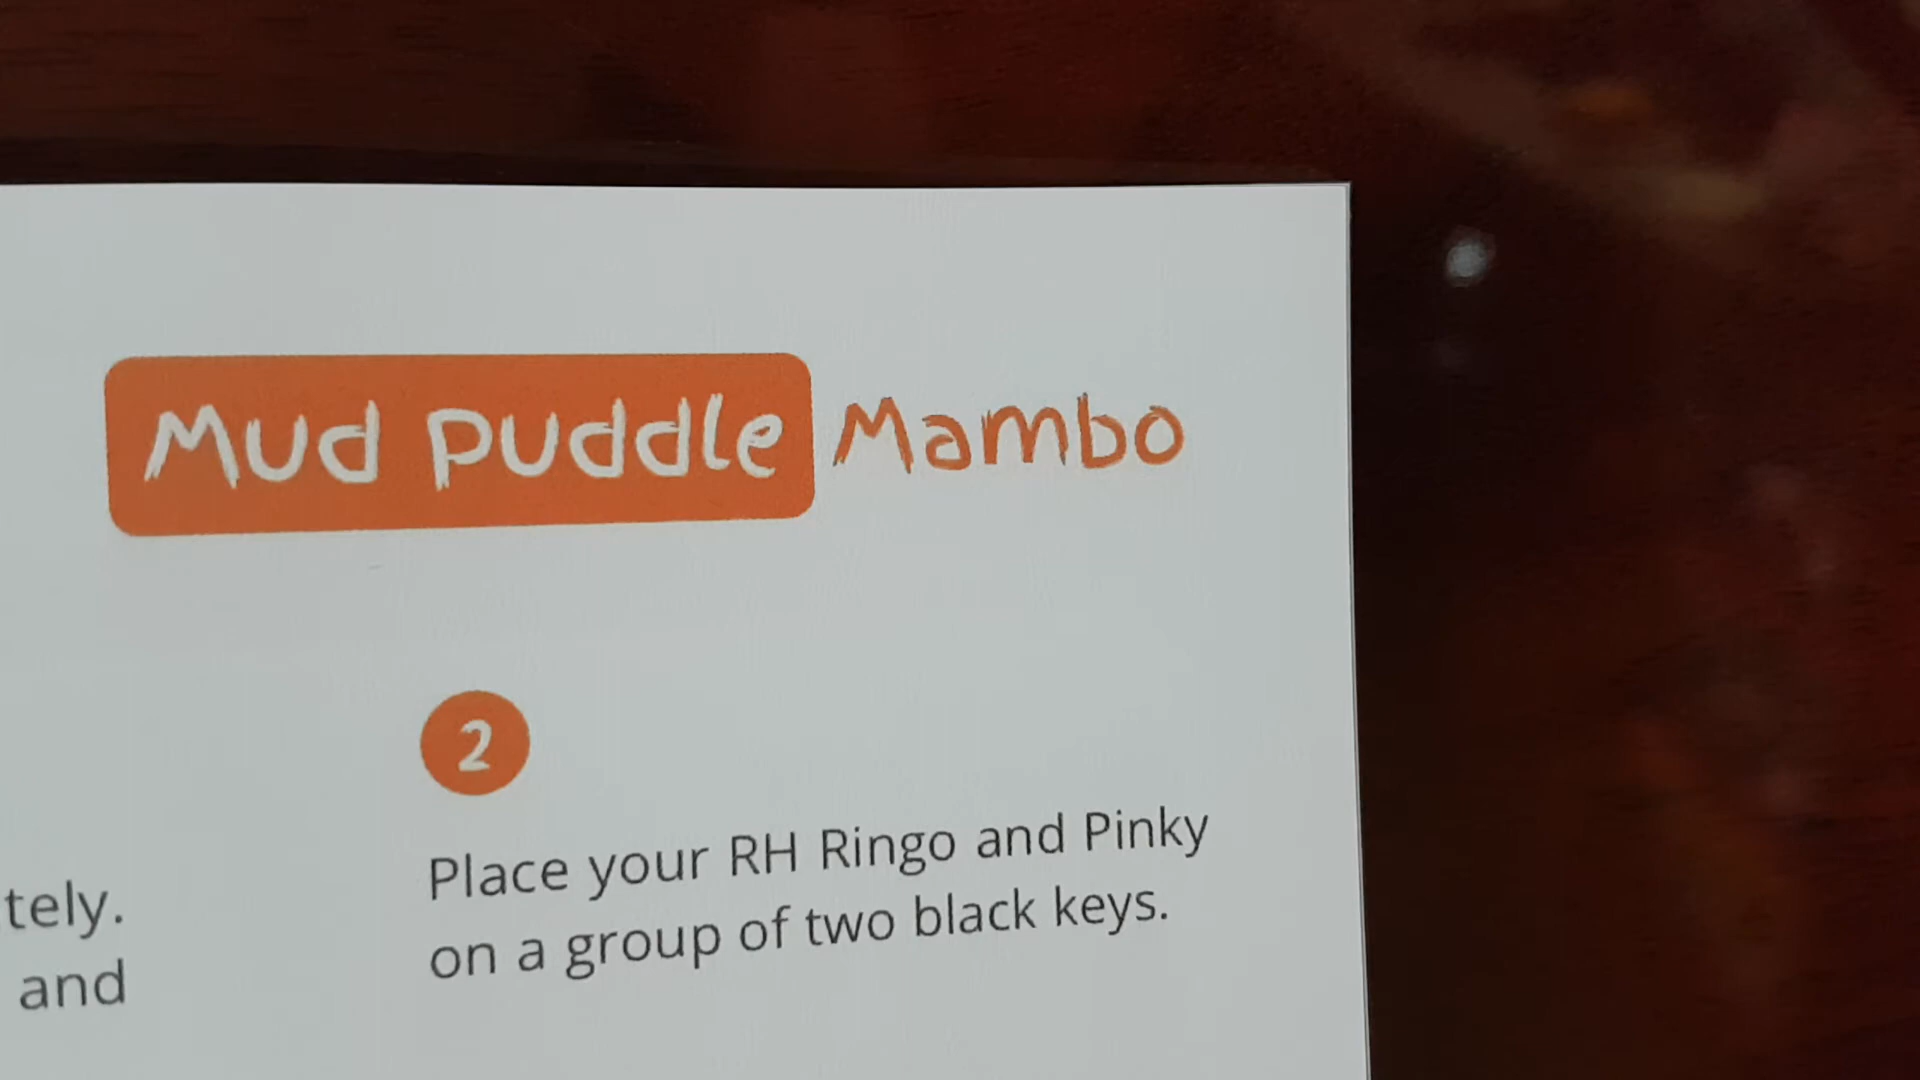 Mud Puddle Mambo
2
Place your RH Ringo and Pinky
on a group of two black keys.
tely.
and